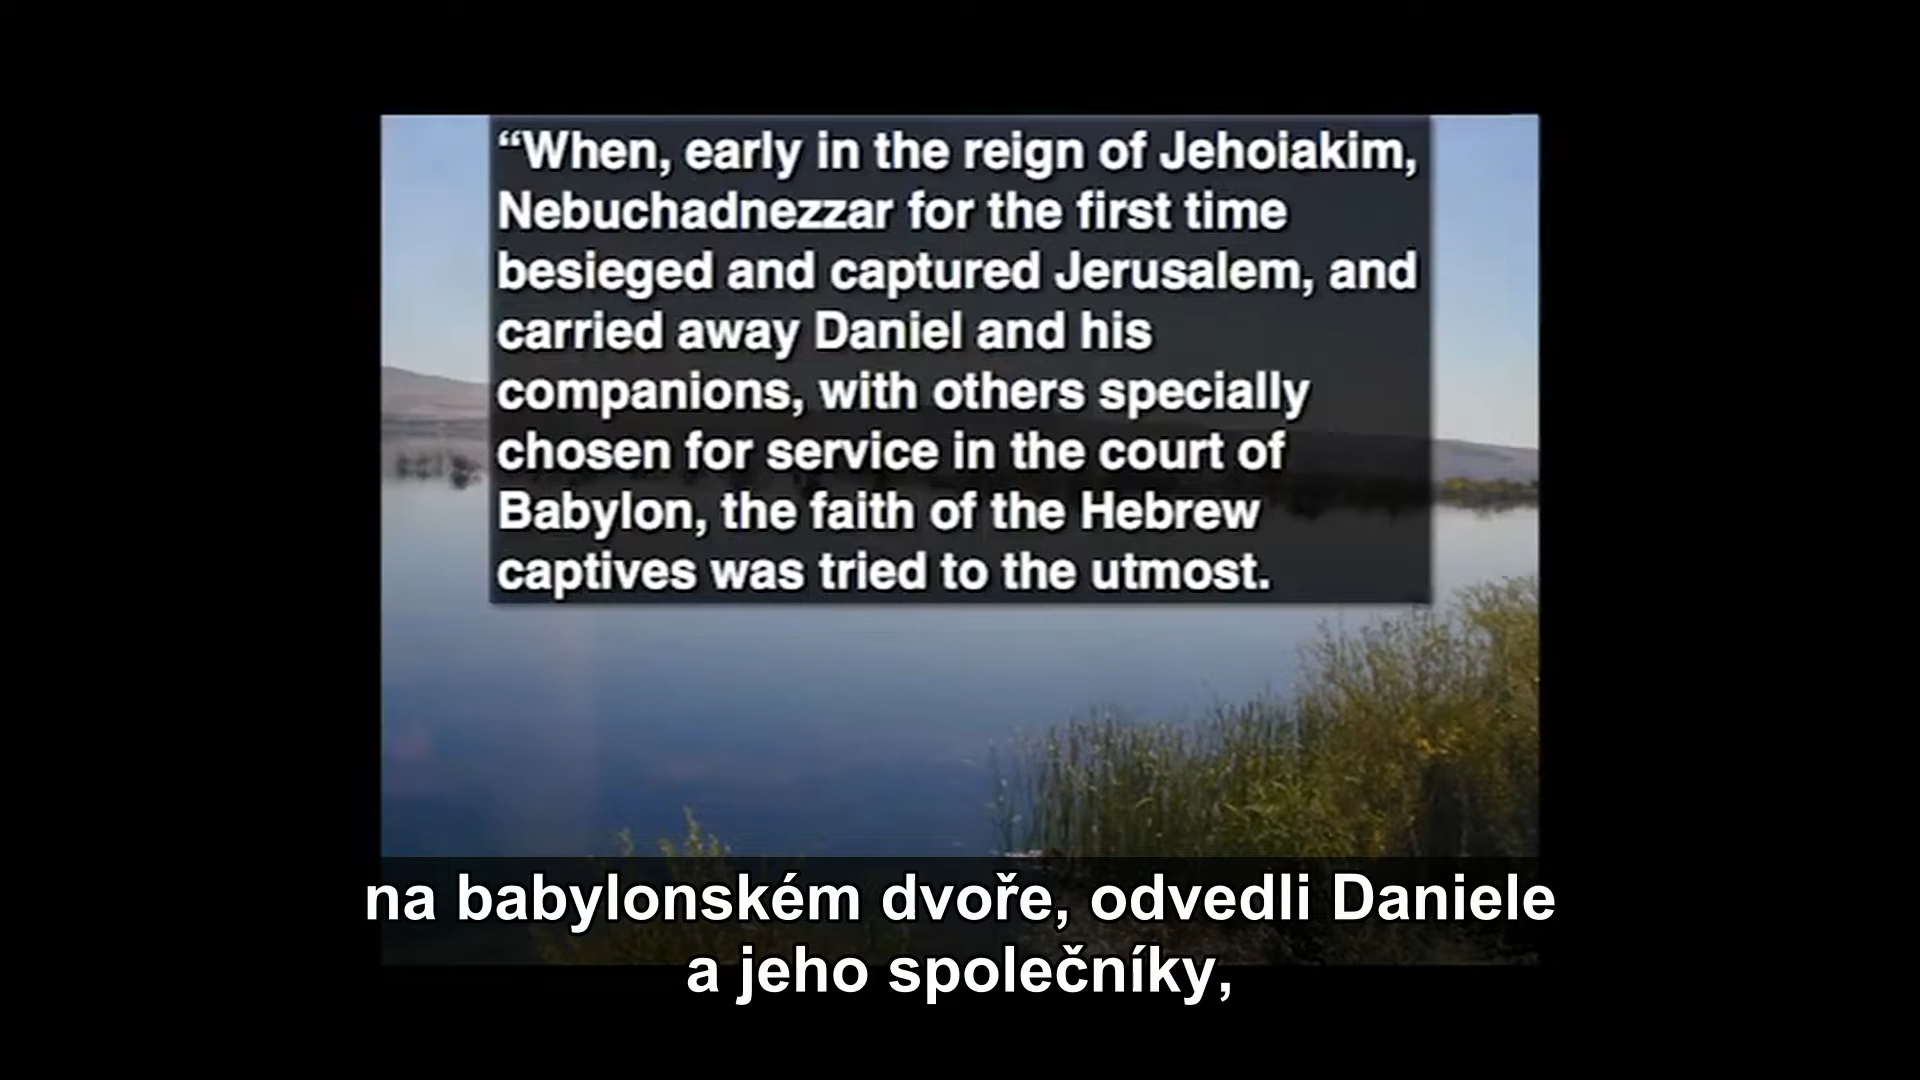 “When, early in the reign of Jehoiakim,
Nebuchadnezzar for the first time
besieged and captured Jerusalem, and
carried away Daniel and his
companions, with others specially
chosen for service in the court of
Babylon, the faith of the Hebrew
captives was tried to the utmost.
na babylonském dvoře, odvedli Daniele
a jeho společníky,